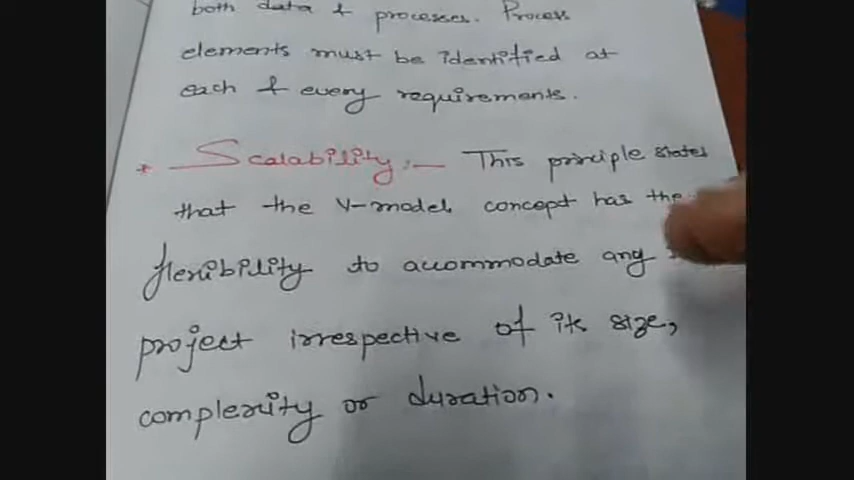 both data & processes. Process
elements must be identified at
each & every requirements.
* Scalability:- This principle states
that the V-model concept has the
flexibility to accommodate any
project irrespective of its size,
complexity or duration.